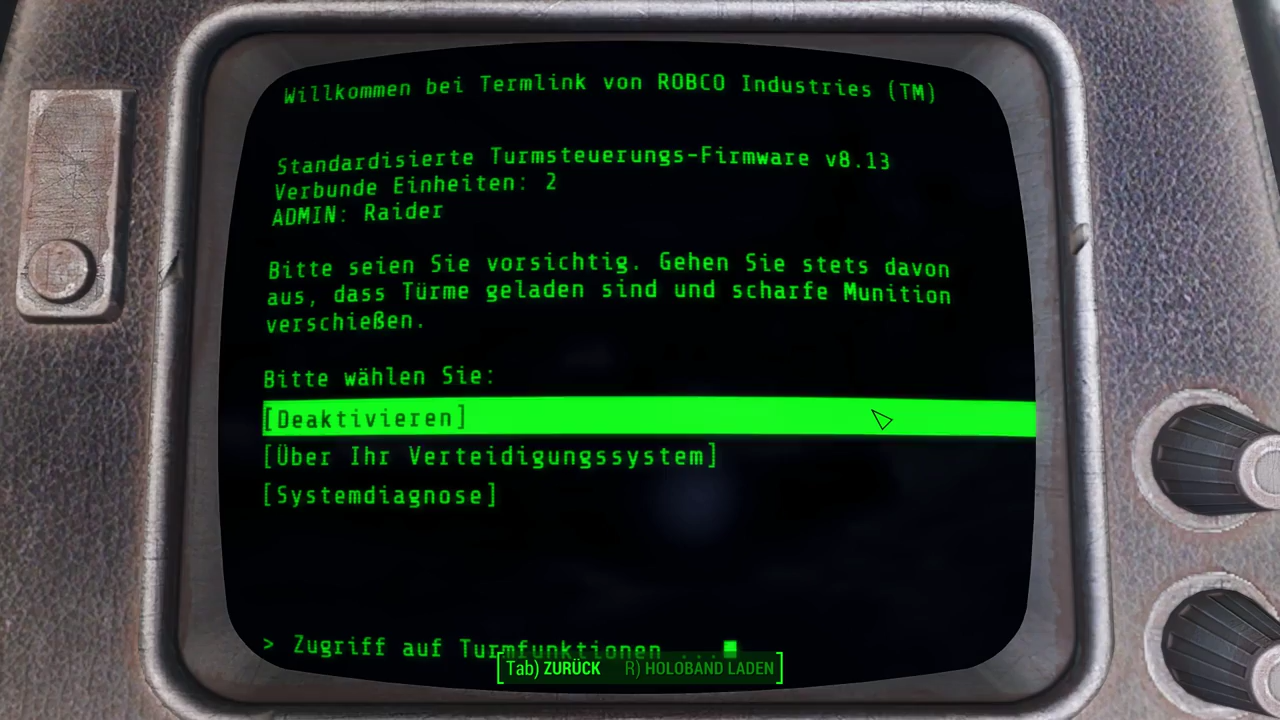 Willkommen bei Termlink von ROBCO Industries (TM)
Standardisierte Turmsteuerungs-Firmware v8.13
Verbunde Einheiten: 2
ADMIN: Raider
Bitte seien Sie vorsichtig. Gehen Sie stets davon
aus, dass Türme geladen sind und scharfe Munition
verschießen.
Bitte wählen Sie:
[Deaktivieren]
[Über Ihr Verteidigungssystem]
[Systemdiagnose]
> Zugriff auf Turmfunktionen ...
Tab) ZURÜCK R) HOLOBAND LADEN